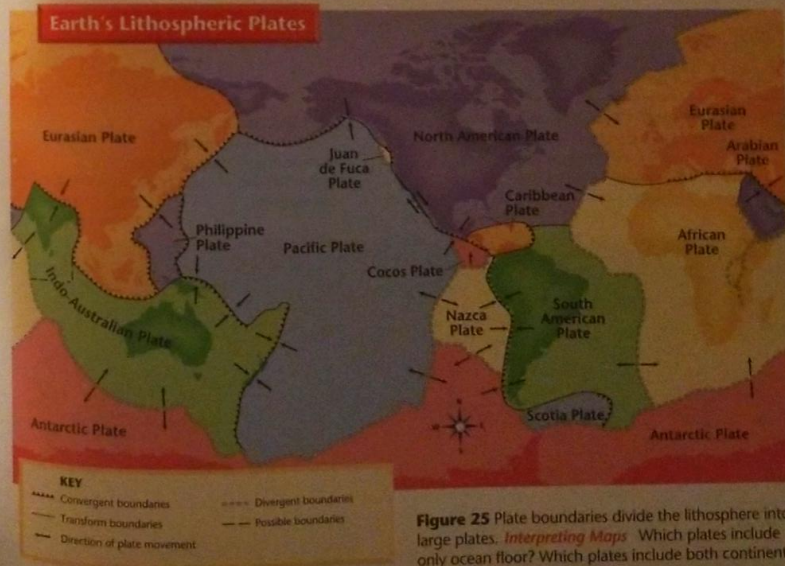 Earth's Lithospheric Plates
Eurasian Plate
North American Plate
Eurasian
Plate
Arabian
Plate
Juan
de Fuca
Plate
Caribbean
Plate
Philippine
Plate
Pacific Plate
African
Plate
Cocos Plate
Indo-Australian Plate
Nazca
Plate
South
American
Plate
Scotia Plate
Antarctic Plate
Antarctic Plate
KEY
Convergent boundaries
Divergent boundaries
Transform boundaries
Possible boundaries
Direction of plate movement
Figure 25 Plate boundaries divide the lithosphere into
large plates. Interpreting Maps Which plates include
only ocean floor? Which plates include both continent